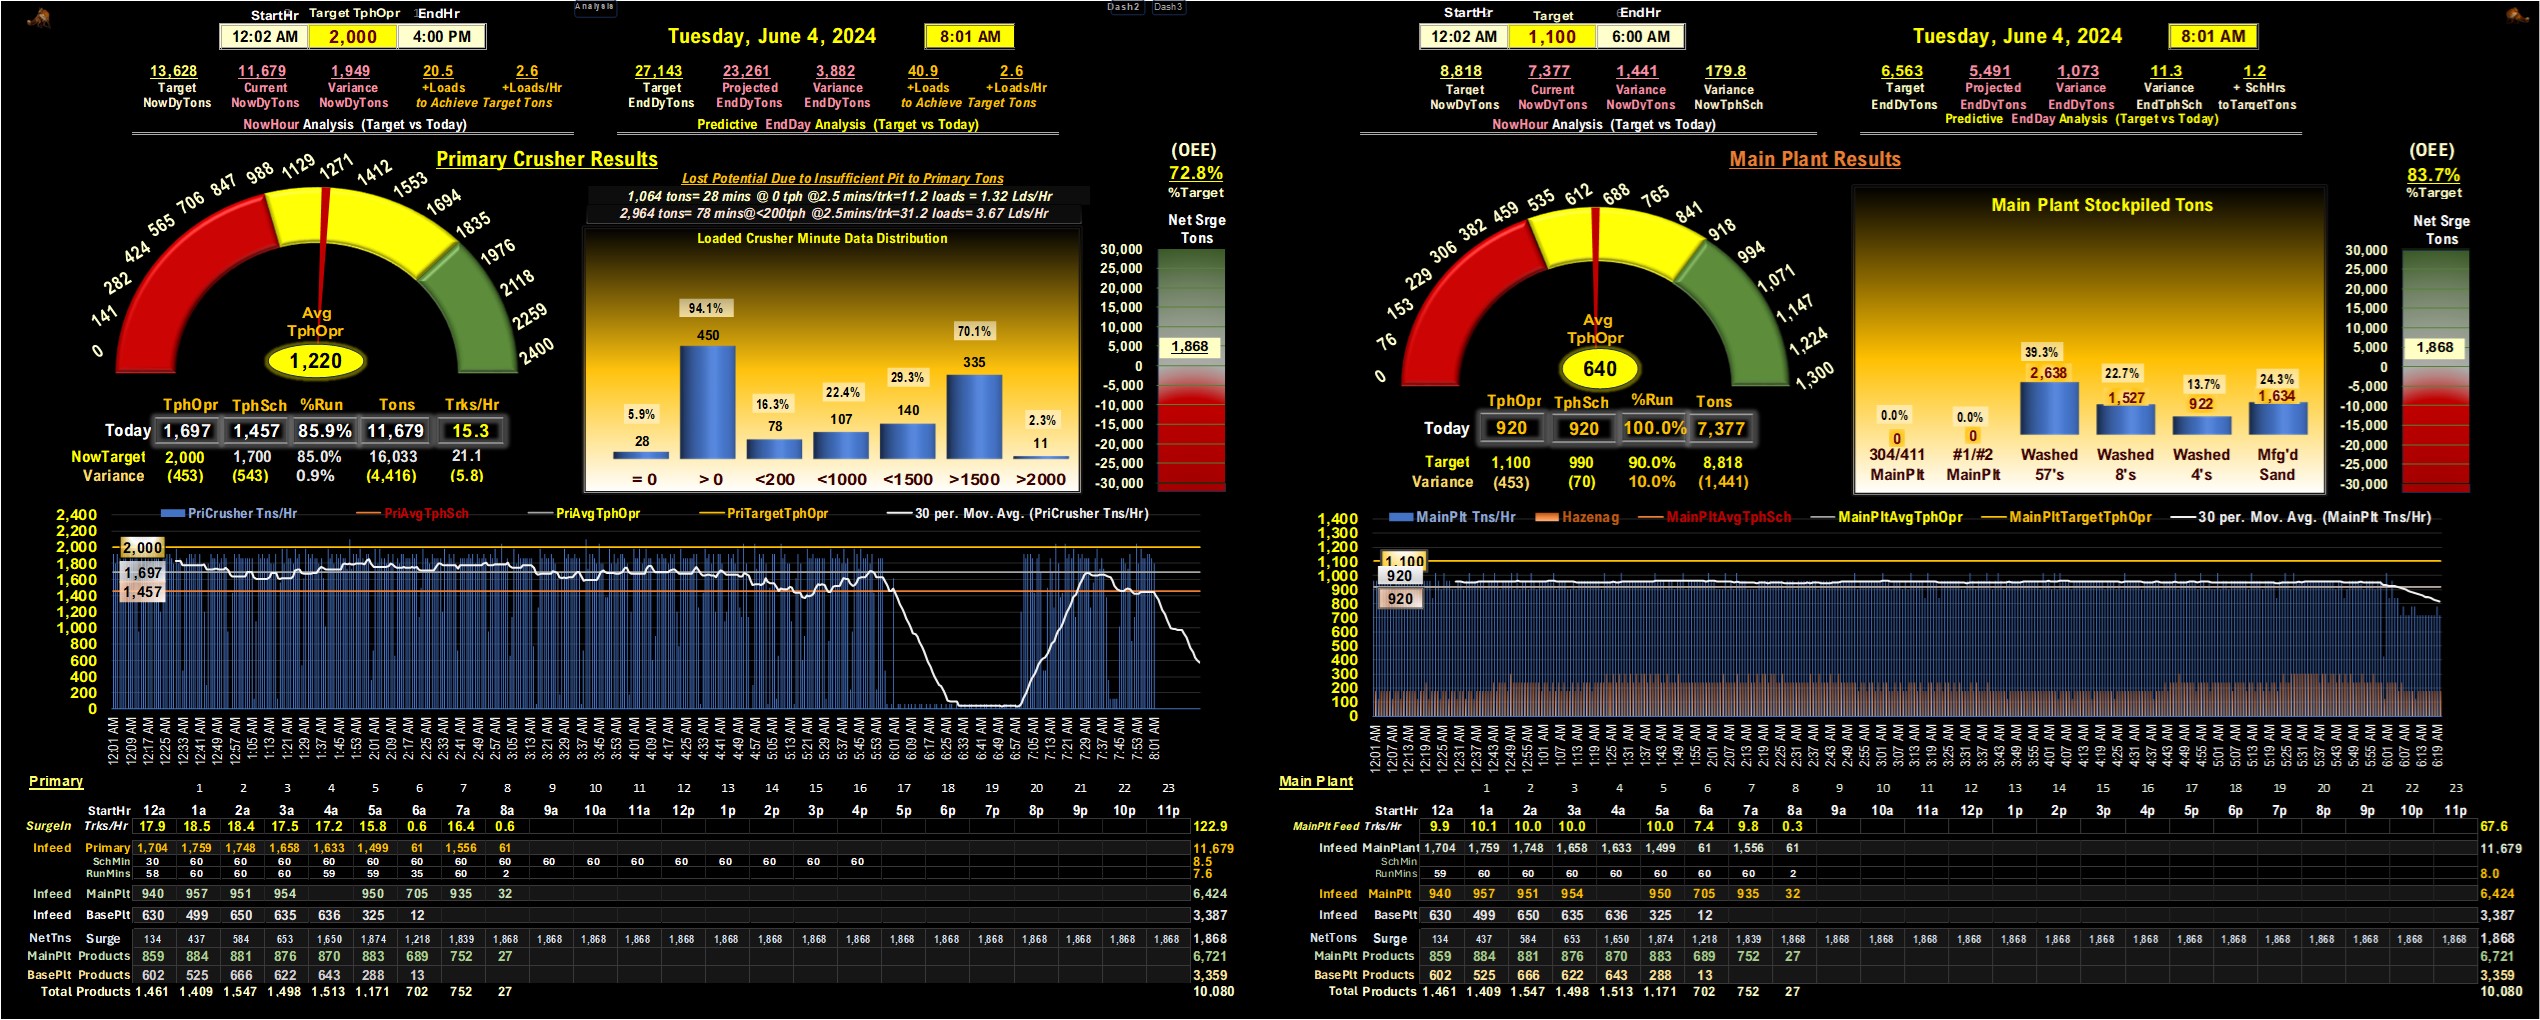 Analysis
Dash2 Dash3
StartHr Target TphOpr EndHr
12:02 AM 2,000 4:00 PM
Tuesday, June 4, 2024 8:01 AM
13,628 11,679 1,949 20.5 2.6
Target Current Variance +Loads +Loads/Hr
NowDyTons NowDyTons NowDyTons to Achieve Target Tons
NowHour Analysis (Target vs Today)
27,143 23,261 3,882 40.9 2.6
Target Projected Variance +Loads +Loads/Hr
EndDyTons EndDyTons EndDyTons to Achieve Target Tons
Predictive EndDay Analysis (Target vs Today)
Primary Crusher Results
0 141 282 424 565 706 847 988 1129 1271 1412 1553 1694 1835 1976 2118 2259 2400
Avg
TphOpr
1,220
TphOpr TphSch %Run Tons Trks/Hr
Today 1,697 1,457 85.9% 11,679 15.3
NowTarget 2,000 1,700 85.0% 16,033 21.1
Variance (453) (543) 0.9% (4,416) (5.8)
Lost Potential Due to Insufficient Pit to Primary Tons
1,064 tons= 28 mins @ 0 tph @2.5 mins/trk=11.2 loads = 1.32 Lds/Hr
2,964 tons= 78 mins@<200tph @2.5mins/trk=31.2 loads= 3.67 Lds/Hr
Loaded Crusher Minute Data Distribution
5.9% 94.1% 16.3% 22.4% 29.3% 70.1% 2.3%
28 450 78 107 140 335 11
= 0 > 0 <200 <1000 <1500 >1500 >2000
(OEE)
72.8%
%Target
Net Srge
Tons
30,000
25,000
20,000
15,000
10,000
5,000
0
-5,000
-10,000
-15,000
-20,000
-25,000
-30,000
1,868
PriCrusher Tns/Hr PriAvgTphSch PriAvgTphOpr PriTargetTphOpr 30 per. Mov. Avg. (PriCrusher Tns/Hr)
2,400
2,200
2,000
1,800
1,600
1,400
1,200
1,000
800
600
400
200
0
2,000
1,697
1,457
12:01 AM 12:09 AM 12:17 AM 12:25 AM 12:33 AM 12:41 AM 12:49 AM 12:57 AM 1:05 AM 1:13 AM 1:21 AM 1:29 AM 1:37 AM 1:45 AM 1:53 AM 2:01 AM 2:09 AM 2:17 AM 2:25 AM 2:33 AM 2:41 AM 2:49 AM 2:57 AM 3:05 AM 3:13 AM 3:21 AM 3:29 AM 3:37 AM 3:45 AM 3:53 AM 4:01 AM 4:09 AM 4:17 AM 4:25 AM 4:33 AM 4:41 AM 4:49 AM 4:57 AM 5:05 AM 5:13 AM 5:21 AM 5:29 AM 5:37 AM 5:45 AM 5:53 AM 6:01 AM 6:09 AM 6:17 AM 6:25 AM 6:33 AM 6:41 AM 6:49 AM 6:57 AM 7:05 AM 7:13 AM 7:21 AM 7:29 AM 7:37 AM 7:45 AM 7:53 AM 8:01 AM
Primary
1 2 3 4 5 6 7 8 9 10 11 12 13 14 15 16 17 18 19 20 21 22 23
StartHr 12a 1a 2a 3a 4a 5a 6a 7a 8a 9a 10a 11a 12p 1p 2p 3p 4p 5p 6p 7p 8p 9p 10p 11p
SurgeIn Trks/Hr 17.9 18.5 18.4 17.5 17.2 15.8 0.6 16.4 0.6 122.9
Infeed Primary 1,704 1,759 1,748 1,658 1,633 1,499 61 1,556 61 11,679
SchMin 30 60 60 60 60 60 60 60 60 60 60 60 60 60 60 60 60 8.5
RunMins 58 60 60 60 59 59 35 60 2 7.6
Infeed MainPlt 940 957 951 954 950 705 935 32 6,424
Infeed BasePlt 630 499 650 635 636 325 12 3,387
NetTns Surge 134 437 584 653 1,650 1,874 1,218 1,839 1,868 1,868 1,868 1,868 1,868 1,868 1,868 1,868 1,868 1,868 1,868 1,868 1,868 1,868 1,868 1,868 1,868
MainPlt Products 859 884 881 876 870 883 689 752 27 6,721
BasePlt Products 602 525 666 622 643 288 13 3,359
Total Products 1,461 1,409 1,547 1,498 1,513 1,171 702 752 27 10,080
StartHr Target EndHr
12:02 AM 1,100 6:00 AM
Tuesday, June 4, 2024 8:01 AM
8,818 7,377 1,441 179.8
Target Current Variance Variance
NowDyTons NowDyTons NowDyTons NowTphSch
NowHour Analysis (Target vs Today)
6,563 5,491 1,073 11.3 1.2
Target Projected Variance Variance + SchHrs
EndDyTons EndDyTons EndDyTons EndTphSch toTargetTons
Predictive EndDay Analysis (Target vs Today)
Main Plant Results
0 76 153 229 306 382 459 535 612 688 765 841 918 994 1,071 1,147 1,224 1,300
Avg
TphOpr
640
TphOpr TphSch %Run Tons
Today 920 920 100.0% 7,377
Target 1,100 990 90.0% 8,818
Variance (453) (70) 10.0% (1,441)
Main Plant Stockpiled Tons
0.0% 0.0% 39.3% 22.7% 13.7% 24.3%
0 0 2,638 1,527 922 1,634
304/411 #1/#2 Washed Washed Washed Mfg'd
MainPlt MainPlt 57's 8's 4's Sand
(OEE)
83.7%
%Target
Net Srge
Tons
30,000
25,000
20,000
15,000
10,000
5,000
0
-5,000
-10,000
-15,000
-20,000
-25,000
-30,000
1,868
MainPlt Tns/Hr Hazenag MainPltAvgTphSch MainPltAvgTphOpr MainPltTargetTphOpr 30 per. Mov. Avg. (MainPlt Tns/Hr)
1,400
1,300
1,200
1,100
1,000
900
800
700
600
500
400
300
200
100
0
1,100
920
920
12:01 AM 12:07 AM 12:13 AM 12:19 AM 12:25 AM 12:31 AM 12:37 AM 12:43 AM 12:49 AM 12:55 AM 1:01 AM 1:07 AM 1:13 AM 1:19 AM 1:25 AM 1:31 AM 1:37 AM 1:43 AM 1:49 AM 1:55 AM 2:01 AM 2:07 AM 2:13 AM 2:19 AM 2:25 AM 2:31 AM 2:37 AM 2:43 AM 2:49 AM 2:55 AM 3:01 AM 3:07 AM 3:13 AM 3:19 AM 3:25 AM 3:31 AM 3:37 AM 3:43 AM 3:49 AM 3:55 AM 4:01 AM 4:07 AM 4:13 AM 4:19 AM 4:25 AM 4:31 AM 4:37 AM 4:43 AM 4:49 AM 4:55 AM 5:01 AM 5:07 AM 5:13 AM 5:19 AM 5:25 AM 5:31 AM 5:37 AM 5:43 AM 5:49 AM 5:55 AM 6:01 AM 6:07 AM 6:13 AM 6:19 AM
Main Plant
1 2 3 4 5 6 7 8 9 10 11 12 13 14 15 16 17 18 19 20 21 22 23
StartHr 12a 1a 2a 3a 4a 5a 6a 7a 8a 9a 10a 11a 12p 1p 2p 3p 4p 5p 6p 7p 8p 9p 10p 11p
MainPlt Feed Trks/Hr 9.9 10.1 10.0 10.0 10.0 7.4 9.8 0.3 67.6
Infeed MainPlant 1,704 1,759 1,748 1,658 1,633 1,499 61 1,556 61 11,679
SchMin
RunMins 59 60 60 60 60 60 60 60 2 8.0
Infeed MainPlt 940 957 951 954 950 705 935 32 6,424
Infeed BasePlt 630 499 650 635 636 325 12 3,387
NetTons Surge 134 437 584 653 1,650 1,874 1,218 1,839 1,868 1,868 1,868 1,868 1,868 1,868 1,868 1,868 1,868 1,868 1,868 1,868 1,868 1,868 1,868 1,868 1,868
MainPlt Products 859 884 881 876 870 883 689 752 27 6,721
BasePlt Products 602 525 666 622 643 288 13 3,359
Total Products 1,461 1,409 1,547 1,498 1,513 1,171 702 752 27 10,080